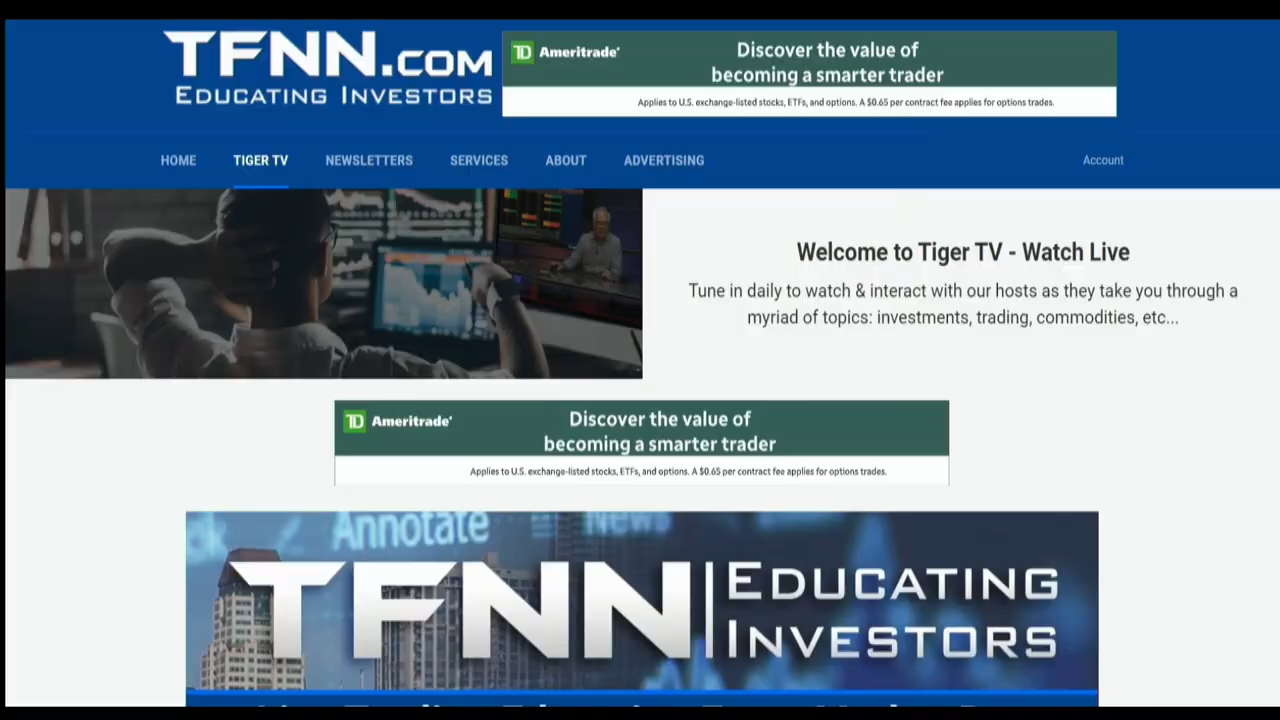 TFNN.COM
EDUCATING INVESTORS
TD Ameritrade
Discover the value of
becoming a smarter trader
Applies to U.S. exchange-listed stocks, ETFs, and options. A $0.65 per contract fee applies for options trades.
HOME TIGER TV NEWSLETTERS SERVICES ABOUT ADVERTISING Account
Welcome to Tiger TV - Watch Live
Tune in daily to watch & interact with our hosts as they take you through a
myriad of topics: investments, trading, commodities, etc...
TD Ameritrade
Discover the value of
becoming a smarter trader
Applies to U.S. exchange-listed stocks, ETFs, and options. A $0.65 per contract fee applies for options trades.
Annotate News
TFNN EDUCATING
INVESTORS